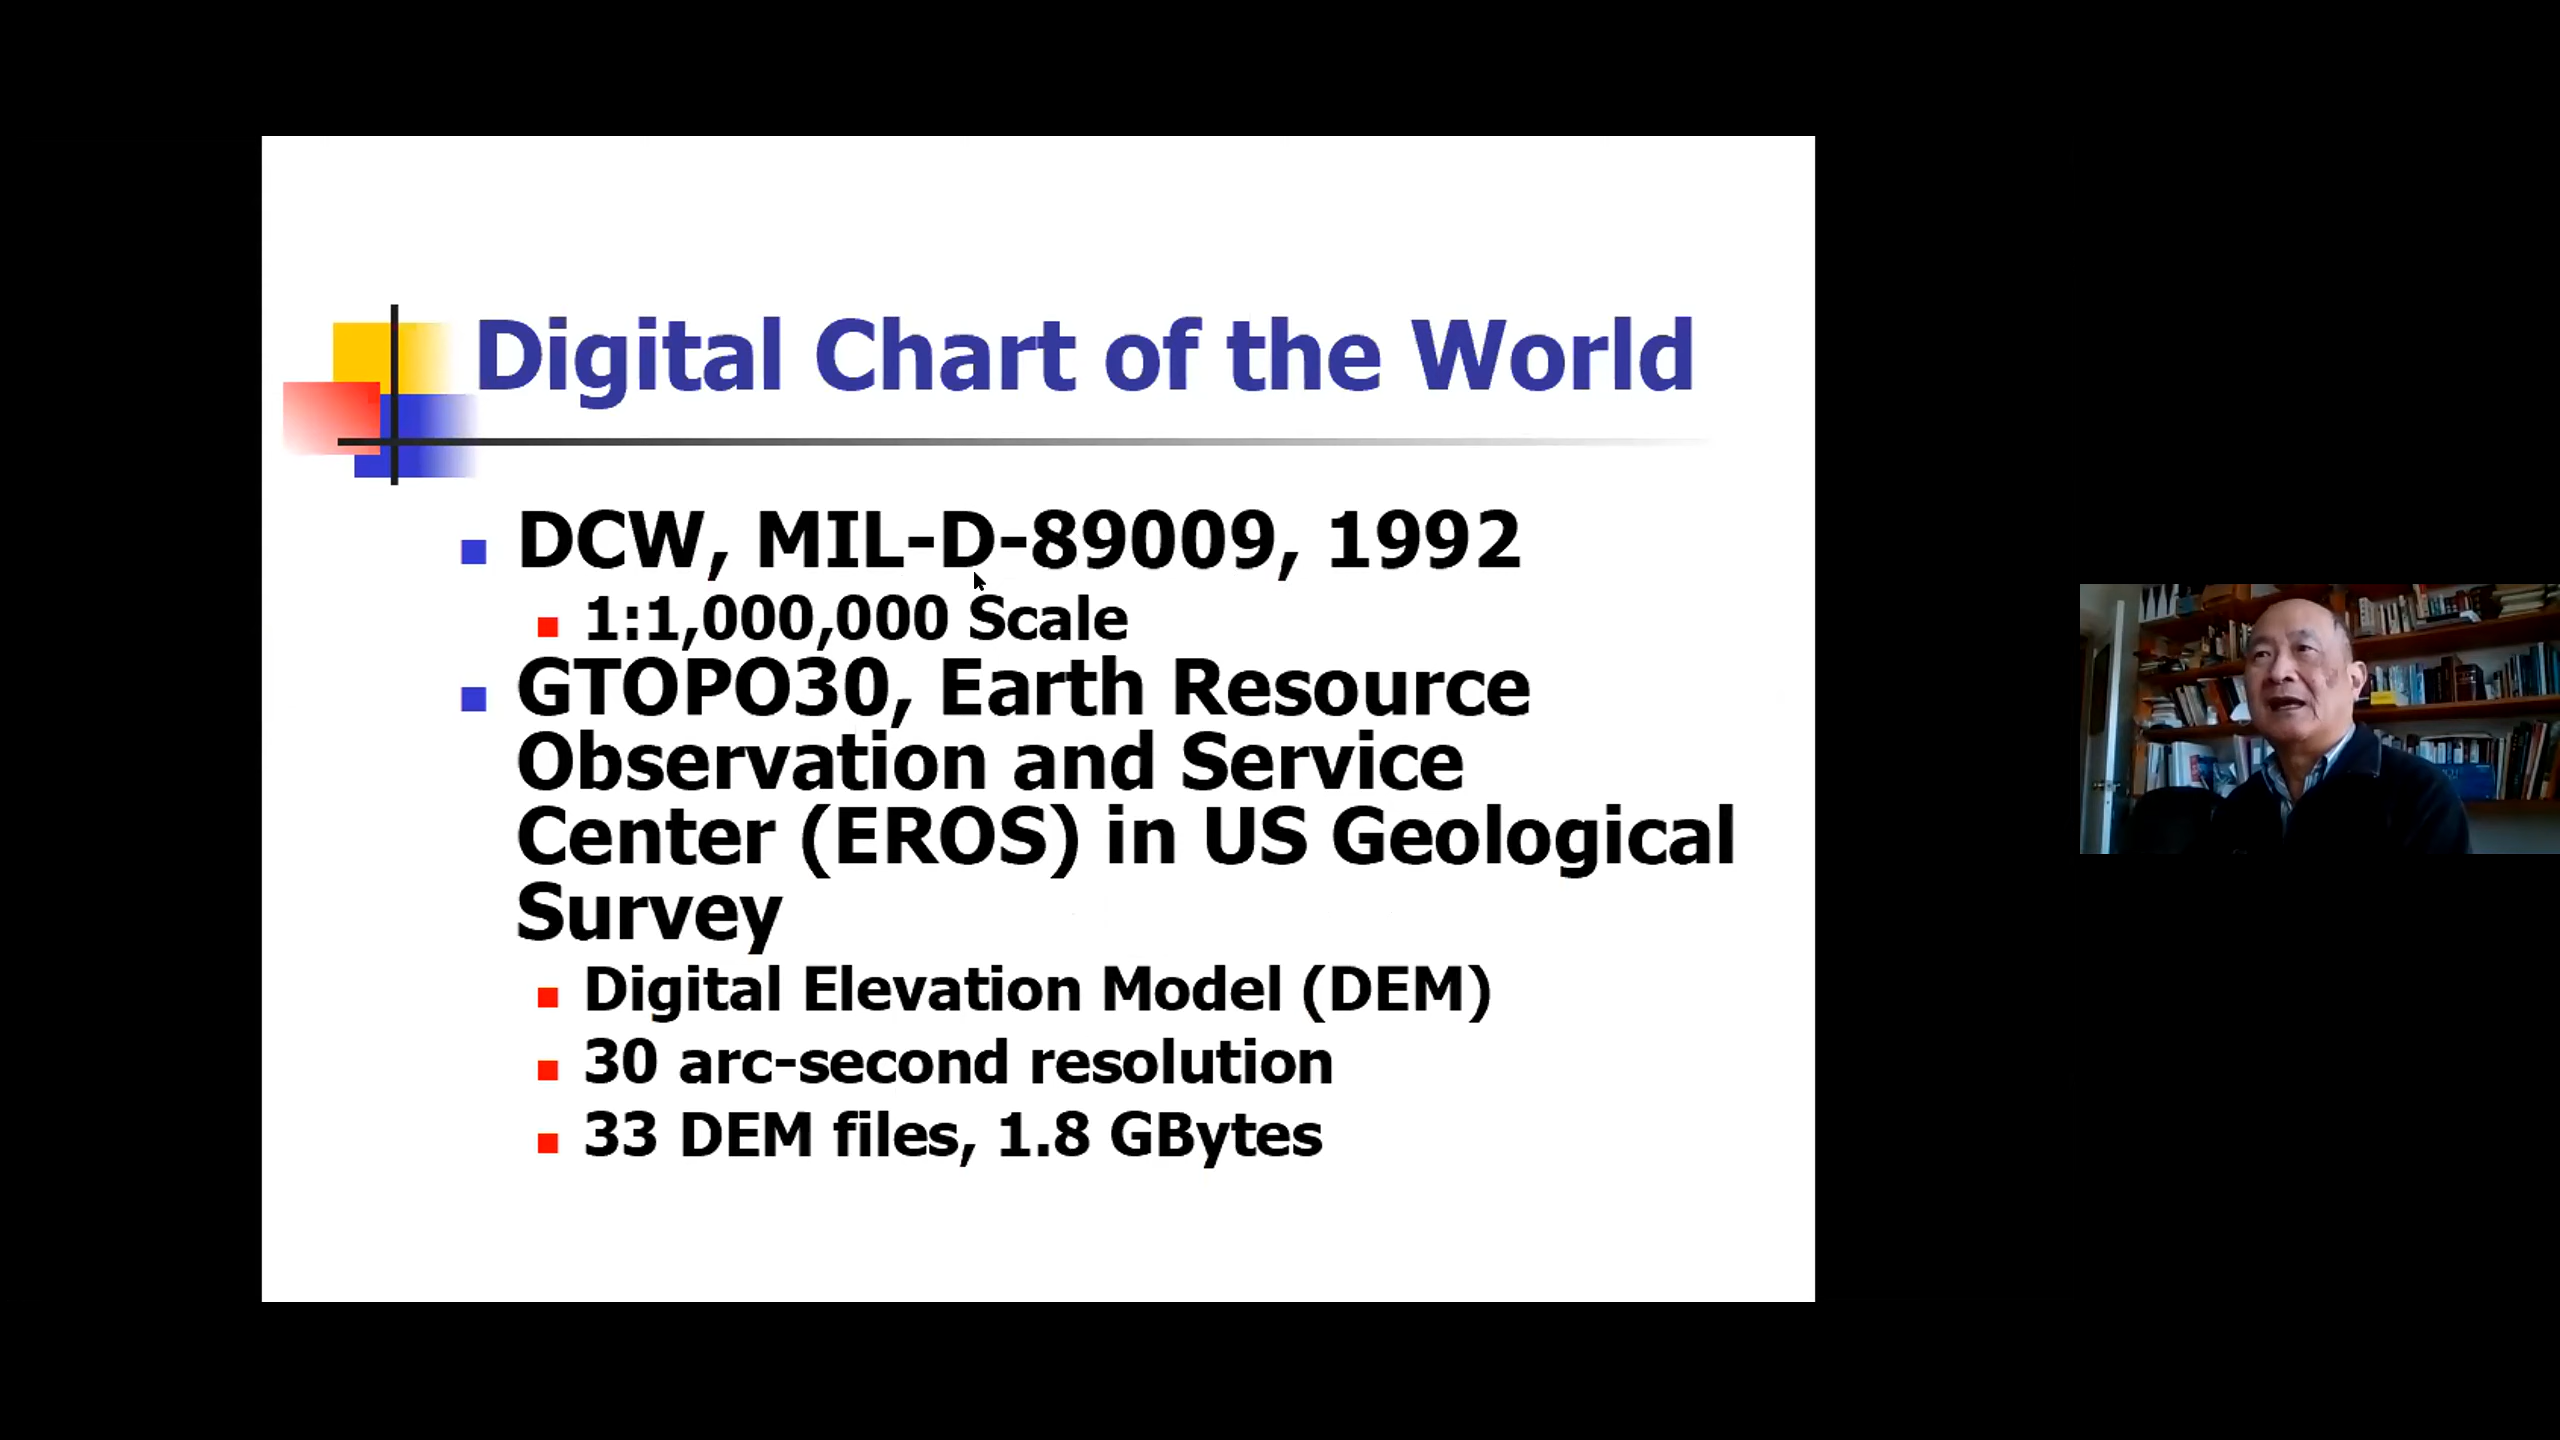 Digital Chart of the World
DCW, MIL-D-89009, 1992
1:1,000,000 Scale
GTOPO30, Earth Resource
Observation and Service
Center (EROS) in US Geological
Survey
Digital Elevation Model (DEM)
30 arc-second resolution
33 DEM files, 1.8 GBytes